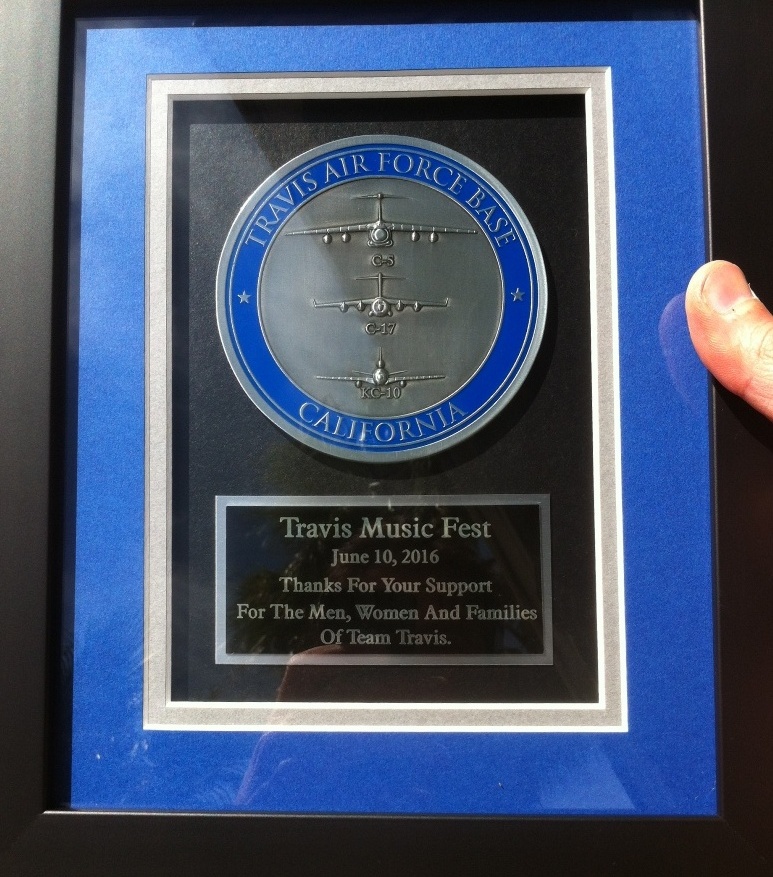 TRAVIS AIR FORCE BASE
C-5
C-17
KC-10
CALIFORNIA
Travis Music Fest
June 10, 2016
Thanks For Your Support
For The Men, Women And Families
Of Team Travis.